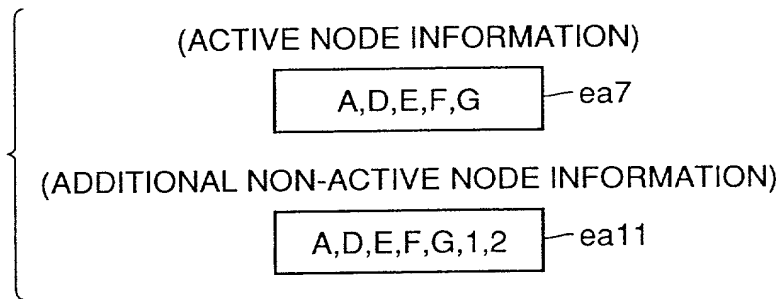 (ACTIVE NODE INFORMATION)
A,D,E,F,G ea7
(ADDITIONAL NON-ACTIVE NODE INFORMATION)
A,D,E,F,G,1,2 ea11